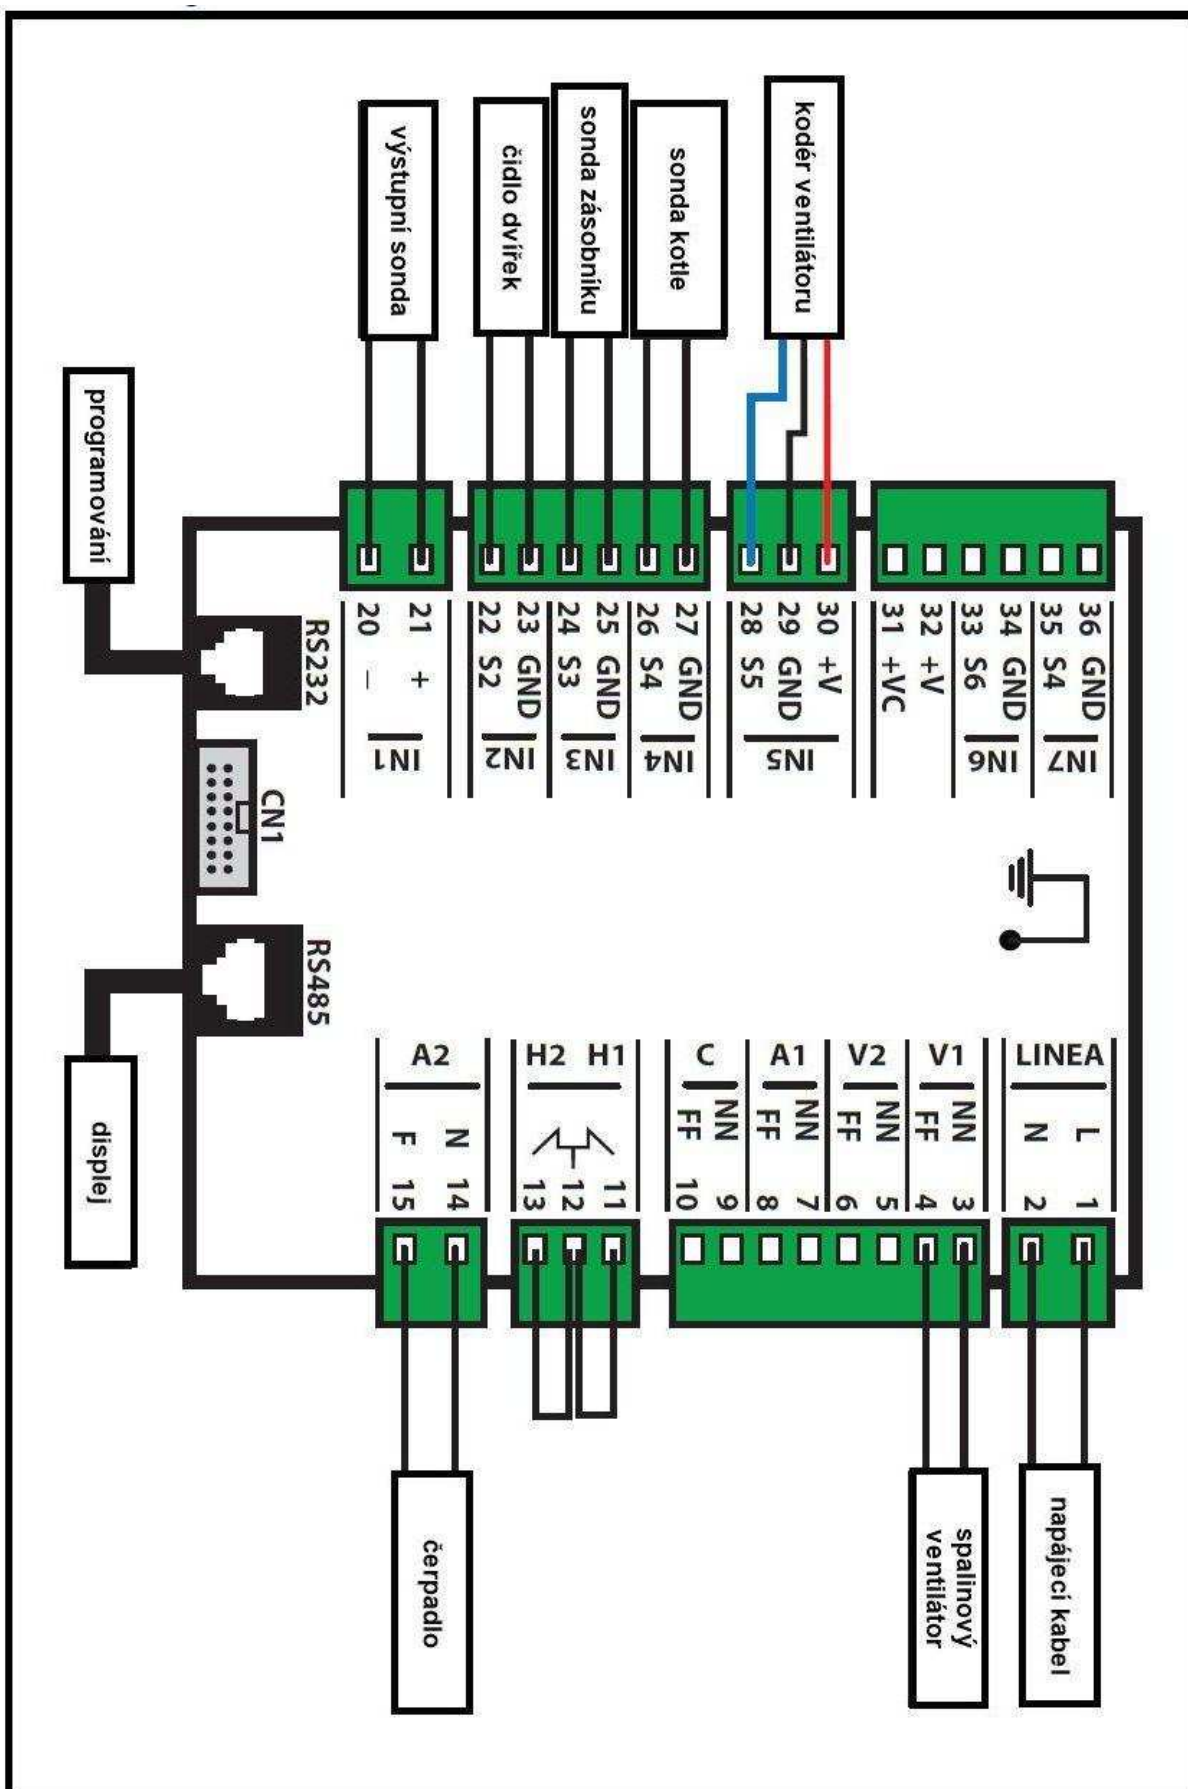 výstupní sonda
čidlo dvířek
sonda zásobníku
sonda kotle
kodér ventilátoru
programování
RS232
CN1
RS485
displej
20 –
21 +
IN1
22 S2
23 GND
IN2
24 S3
25 GND
IN3
26 S4
27 GND
IN4
28 S5
29 GND
30 +V
IN5
31 +VC
32 +V
33 S6
34 GND
IN6
35 S4
36 GND
IN7
A2
F N
15 14
H2 H1
13 12 11
C
FF NN
10 9
A1
FF NN
8 7
V2
FF NN
6 5
V1
FF NN
4 3
LINEA
N L
2 1
čerpadlo
spalinový
ventilátor
napájecí kabel